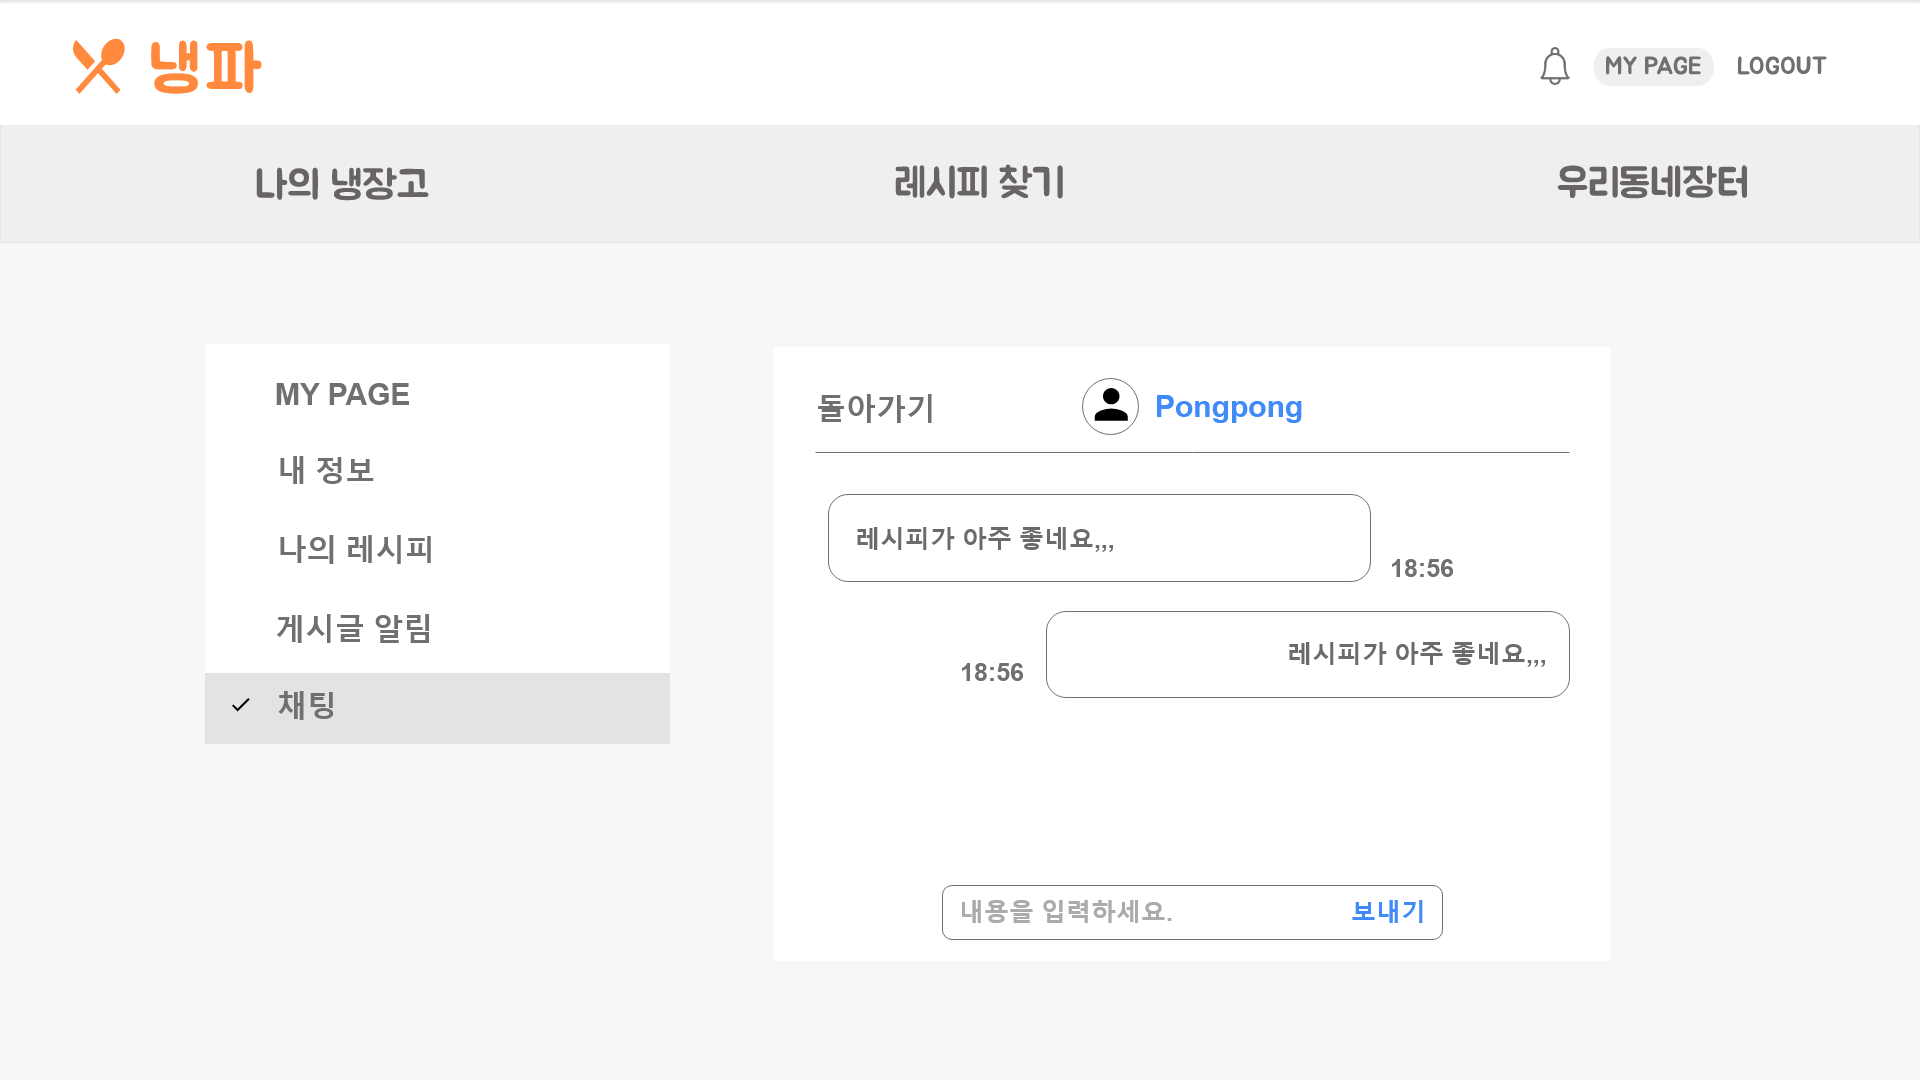 냉파
MY PAGE
LOGOUT
나의 냉장고
레시피 찾기
우리동네장터
MY PAGE
내 정보
나의 레시피
게시글 알림
채팅
돌아가기
Pongpong
레시피가 아주 좋네요,,,
18:56
18:56
레시피가 아주 좋네요,,,
내용을 입력하세요.
보내기